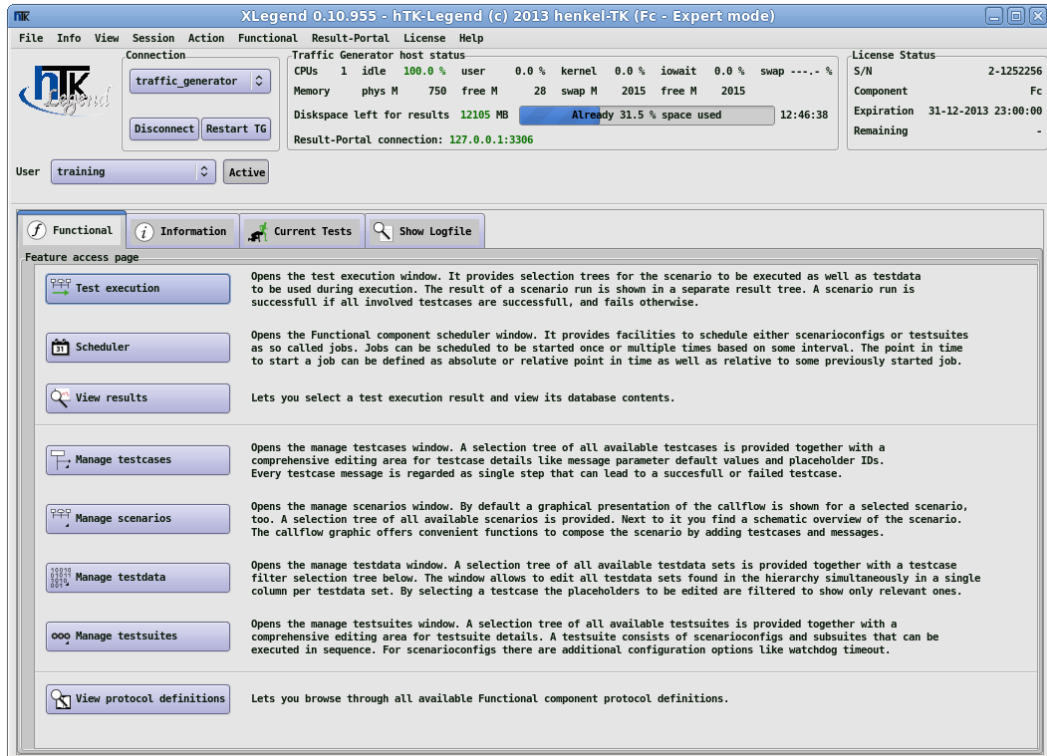 XLegend 0.10.955 - hTK-Legend (c) 2013 henkel-TK (Fc - Expert mode)
File Info View Session Action Functional Result-Portal License Help
hTK Legend
Connection
traffic_generator
Disconnect Restart TG
Traffic Generator host status
CPUs 1 idle 100.0 % user 0.0 % kernel 0.0 % iowait 0.0 % swap ---.- %
Memory phys M 750 free M 28 swap M 2015 free M 2015
Diskspace left for results 12105 MB Already 31.5 % space used 12:46:38
Result-Portal connection: 127.0.0.1:3306
License Status
S/N 2-1252256
Component Fc
Expiration 31-12-2013 23:00:00
Remaining -
User training Active
Functional Information Current Tests Show Logfile
Feature access page
Test execution
Opens the test execution window. It provides selection trees for the scenario to be executed as well as testdata
to be used during execution. The result of a scenario run is shown in a separate result tree. A scenario run is
successfull if all involved testcases are successful, and fails otherwise.
Scheduler
Opens the Functional component scheduler window. It provides facilities to schedule either scenarioconfigs or testsuites
as so called jobs. Jobs can be scheduled to be started once or multiple times based on some interval. The point in time
to start a job can be defined as absolute or relative point in time as well as relative to some previously started job.
View results
Lets you select a test execution result and view its database contents.
Manage testcases
Opens the manage testcases window. A selection tree of all available testcases is provided together with a
comprehensive editing area for testcase details like message parameter default values and placeholder IDs.
Every testcase message is regarded as single step that can lead to a succesfull or failed testcase.
Manage scenarios
Opens the manage scenarios window. By default a graphical presentation of the callflow is shown for a selected scenario,
too. A selection tree of all available scenarios is provided. Next to it you find a schematic overview of the scenario.
The callflow graphic offers convenient functions to compose the scenario by adding testcases and messages.
Manage testdata
Opens the manage testdata window. A selection tree of all available testdata sets is provided together with a testcase
filter selection tree below. The window allows to edit all testdata sets found in the hierarchy simultaneously in a single
column per testdata set. By selecting a testcase the placeholders to be edited are filtered to show only relevant ones.
Manage testsuites
Opens the manage testsuites window. A selection tree of all available testsuites is provided together with a
comprehensive editing area for testsuite details. A testsuite consists of scenarioconfigs and subsuites that can be
executed in sequence. For scenarioconfigs there are additional configuration options like watchdog timeout.
View protocol definitions
Lets you browse through all available Functional component protocol definitions.